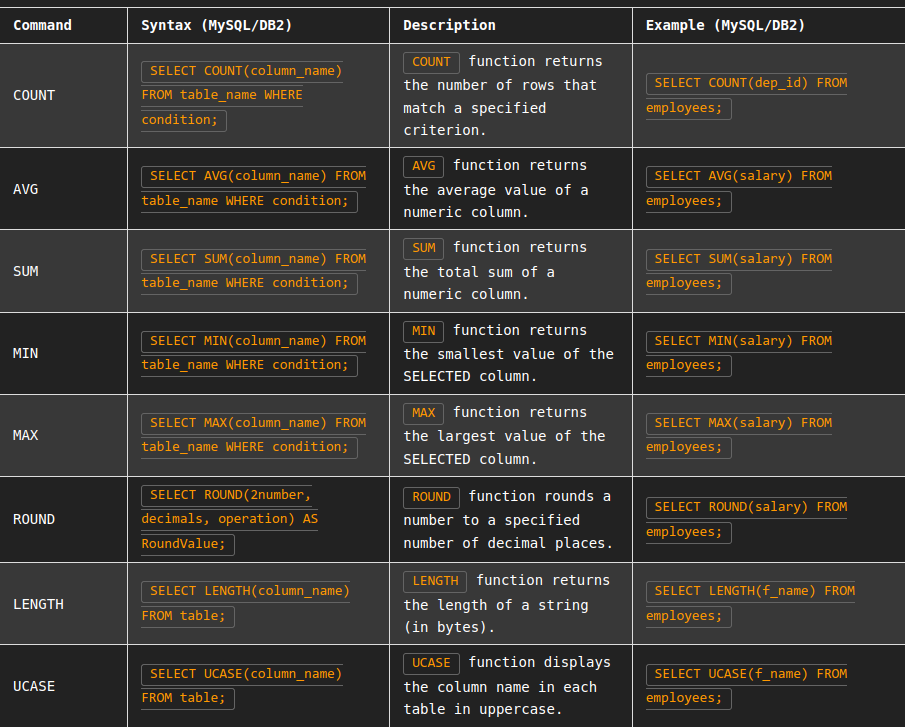 Command Syntax (MySQL/DB2) Description Example (MySQL/DB2)
COUNT
SELECT COUNT(column_name)
FROM table_name WHERE
condition;
COUNT function returns
the number of rows that
match a specified
criterion.
SELECT COUNT(dep_id) FROM
employees;
AVG
SELECT AVG(column_name) FROM
table_name WHERE condition;
AVG function returns
the average value of a
numeric column.
SELECT AVG(salary) FROM
employees;
SUM
SELECT SUM(column_name) FROM
table_name WHERE condition;
SUM function returns
the total sum of a
numeric column.
SELECT SUM(salary) FROM
employees;
MIN
SELECT MIN(column_name) FROM
table_name WHERE condition;
MIN function returns
the smallest value of the
SELECTED column.
SELECT MIN(salary) FROM
employees;
MAX
SELECT MAX(column_name) FROM
table_name WHERE condition;
MAX function returns
the largest value of the
SELECTED column.
SELECT MAX(salary) FROM
employees;
ROUND
SELECT ROUND(2number,
decimals, operation) AS
RoundValue;
ROUND function rounds a
number to a specified
number of decimal places.
SELECT ROUND(salary) FROM
employees;
LENGTH
SELECT LENGTH(column_name)
FROM table;
LENGTH function returns
the length of a string
(in bytes).
SELECT LENGTH(f_name) FROM
employees;
UCASE
SELECT UCASE(column_name)
FROM table;
UCASE function displays
the column name in each
table in uppercase.
SELECT UCASE(f_name) FROM
employees;